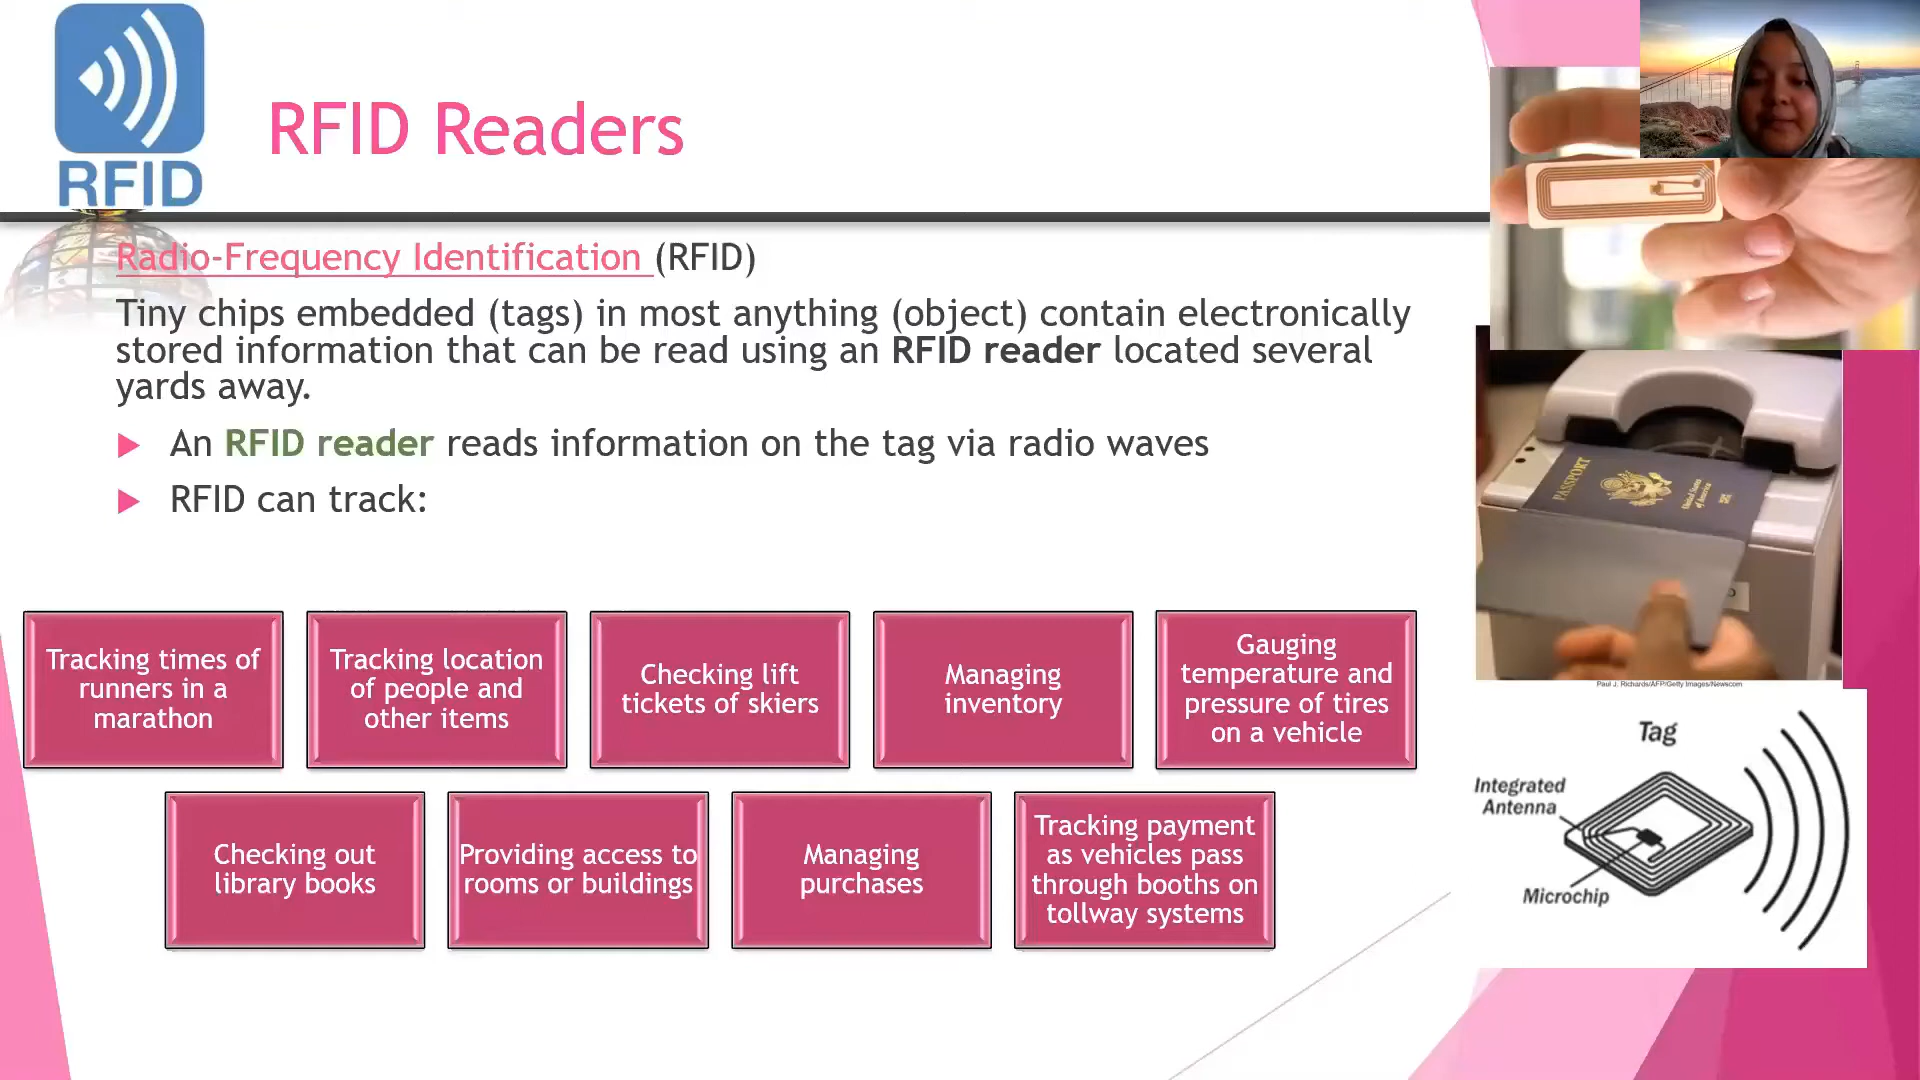 RFID
RFID Readers
Radio-Frequency Identification (RFID)
Tiny chips embedded (tags) in most anything (object) contain electronically
stored information that can be read using an RFID reader located several
yards away.
An RFID reader reads information on the tag via radio waves
RFID can track:
Tracking times of
runners in a
marathon
Tracking location
of people and
other items
Checking lift
tickets of skiers
Managing
inventory
Gauging
temperature and
pressure of tires
on a vehicle
Checking out
library books
Providing access to
rooms or buildings
Managing
purchases
Tracking payment
as vehicles pass
through booths on
tollway systems
PASSPORT
United States
of America
Paul J. Richards/AFP/Getty Images/Newscom
Tag
Integrated
Antenna
Microchip